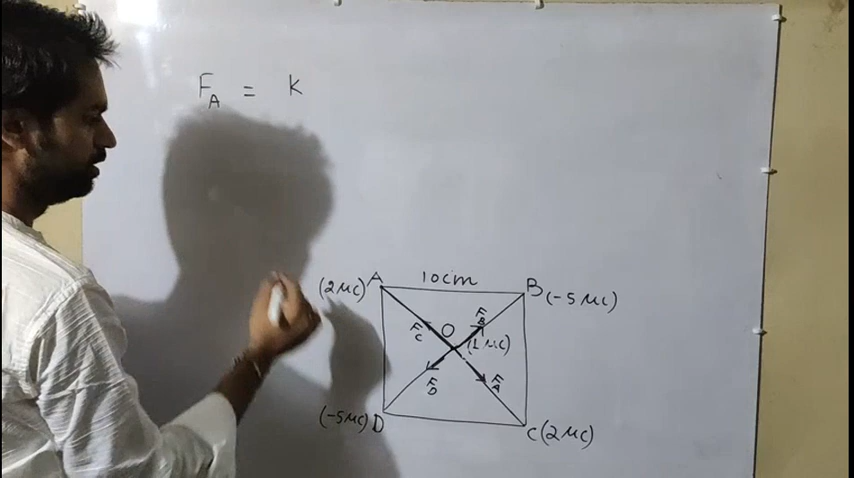 F_A = K
10cm
(2μC) A
B (-5μC)
F_B
F_C
O
(1μC)
F_D
F_A
(-5μC) D
C (2μC)